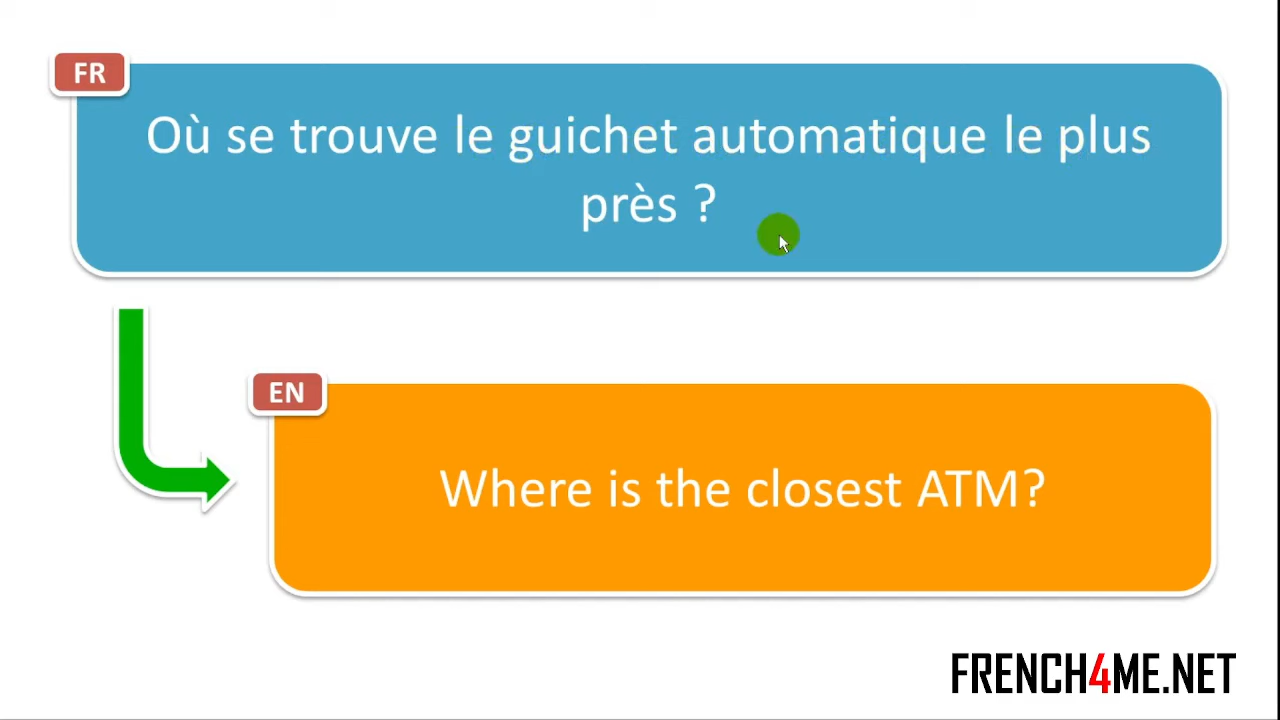 FR
Où se trouve le guichet automatique le plus
près ?
EN
Where is the closest ATM?
FRENCH4ME.NET